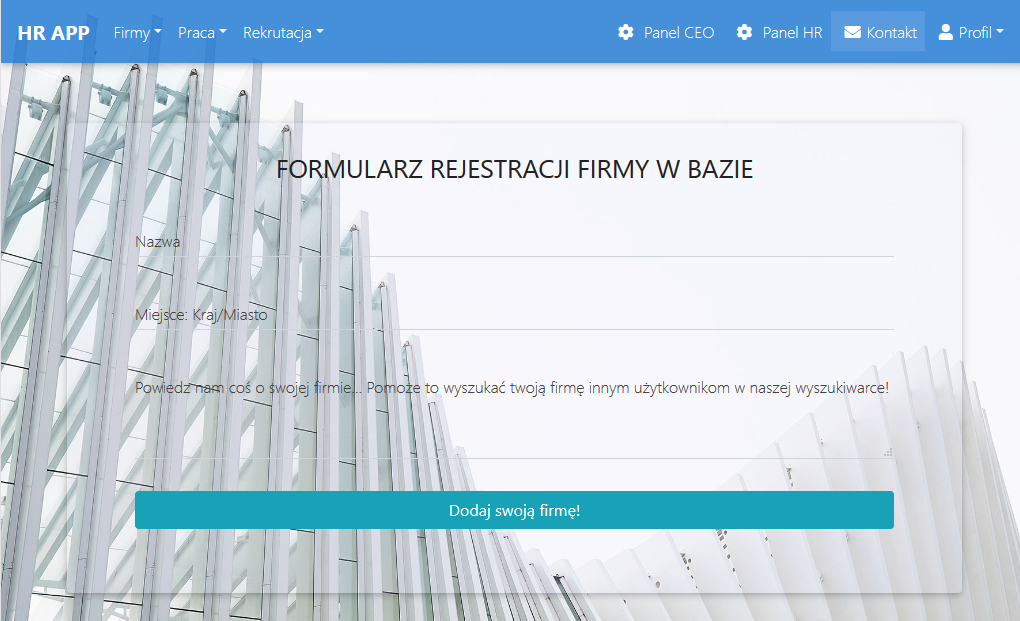 HR APP Firmy Praca Rekrutacja Panel CEO Panel HR Kontakt Profil
FORMULARZ REJESTRACJI FIRMY W BAZIE
Nazwa
Miejsce: Kraj/Miasto
Powiedz nam coś o swojej firmie... Pomoże to wyszukać twoją firmę innym użytkownikom w naszej wyszukiwarce!
Dodaj swoją firmę!